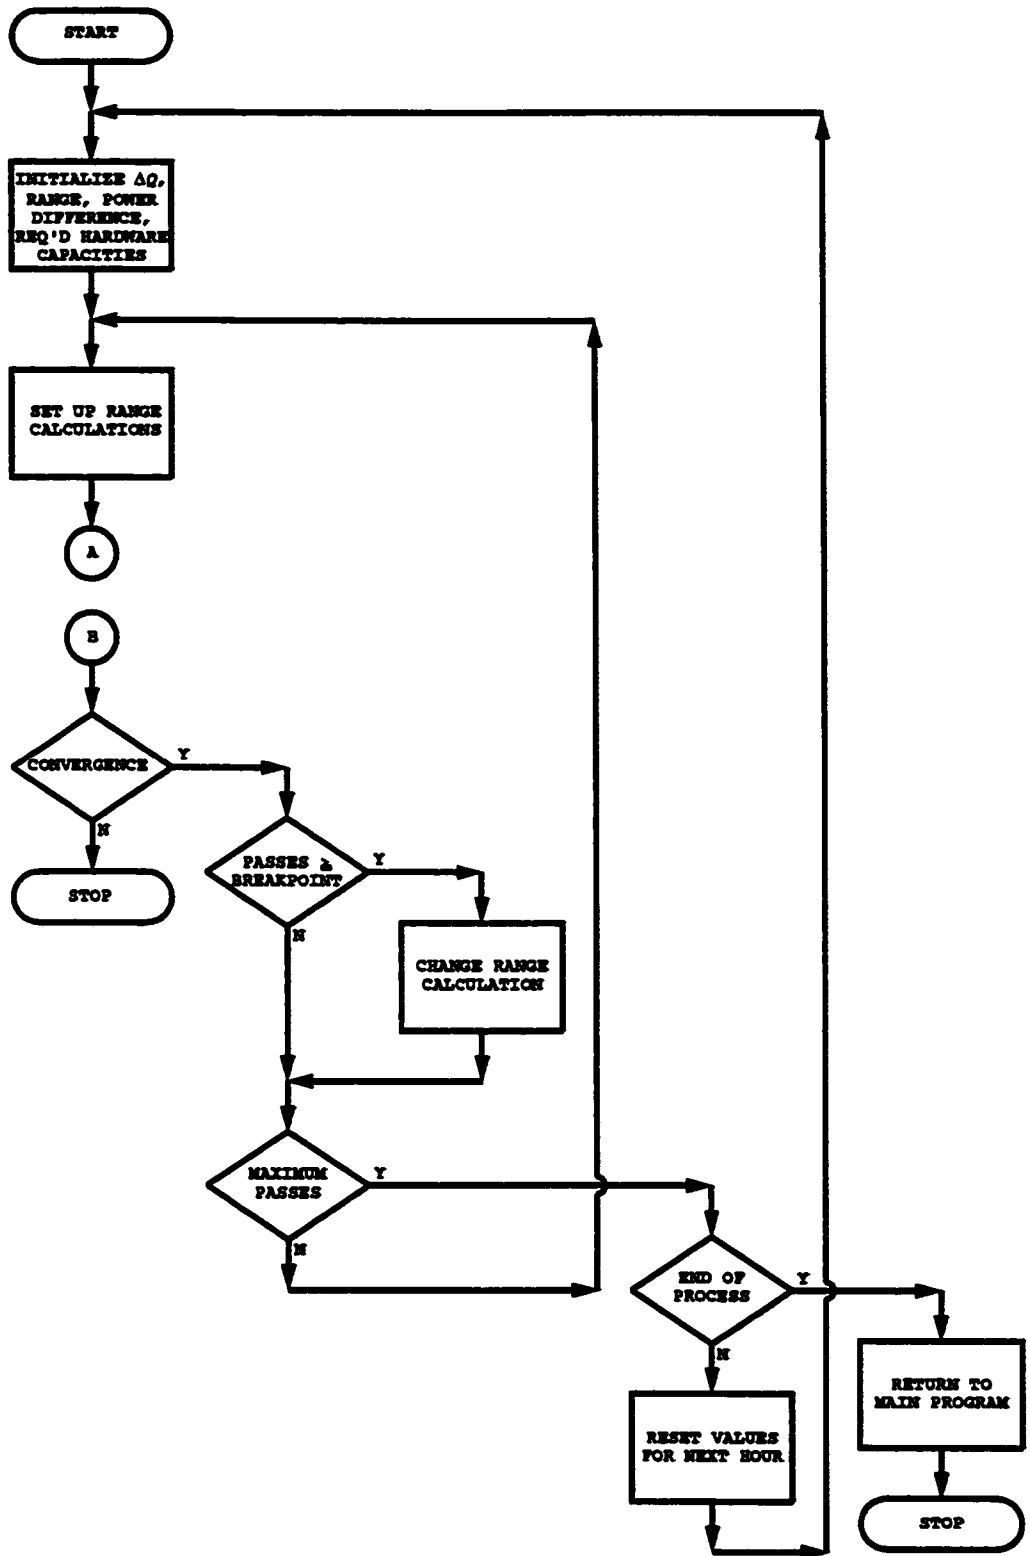 START
INITIALIZE ΔQ,
RANGE, POWER
DIFFERENCE,
REQ'D HARDWARE
CAPACITIES
SET UP RANGE
CALCULATIONS
A
B
CONVERGENCE
Y
N
STOP
PASSES ≥
BREAKPOINT
Y
N
CHANGE RANGE
CALCULATION
MAXIMUM
PASSES
Y
N
END OF
PROCESS
Y
N
RETURN TO
MAIN PROGRAM
RESET VALUES
FOR NEXT HOUR
STOP